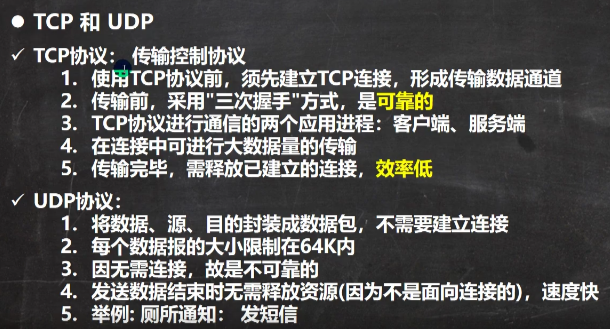 ● TCP 和 UDP
✓ TCP协议： 传输控制协议
1. 使用TCP协议前，须先建立TCP连接，形成传输数据通道
2. 传输前，采用"三次握手"方式，是可靠的
3. TCP协议进行通信的两个应用进程：客户端、服务端
4. 在连接中可进行大数据量的传输
5. 传输完毕，需释放已建立的连接，效率低
✓ UDP协议：
1. 将数据、源、目的封装成数据包，不需要建立连接
2. 每个数据报的大小限制在64K内
3. 因无需连接，故是不可靠的
4. 发送数据结束时无需释放资源(因为不是面向连接的)，速度快
5. 举例: 厕所通知： 发短信